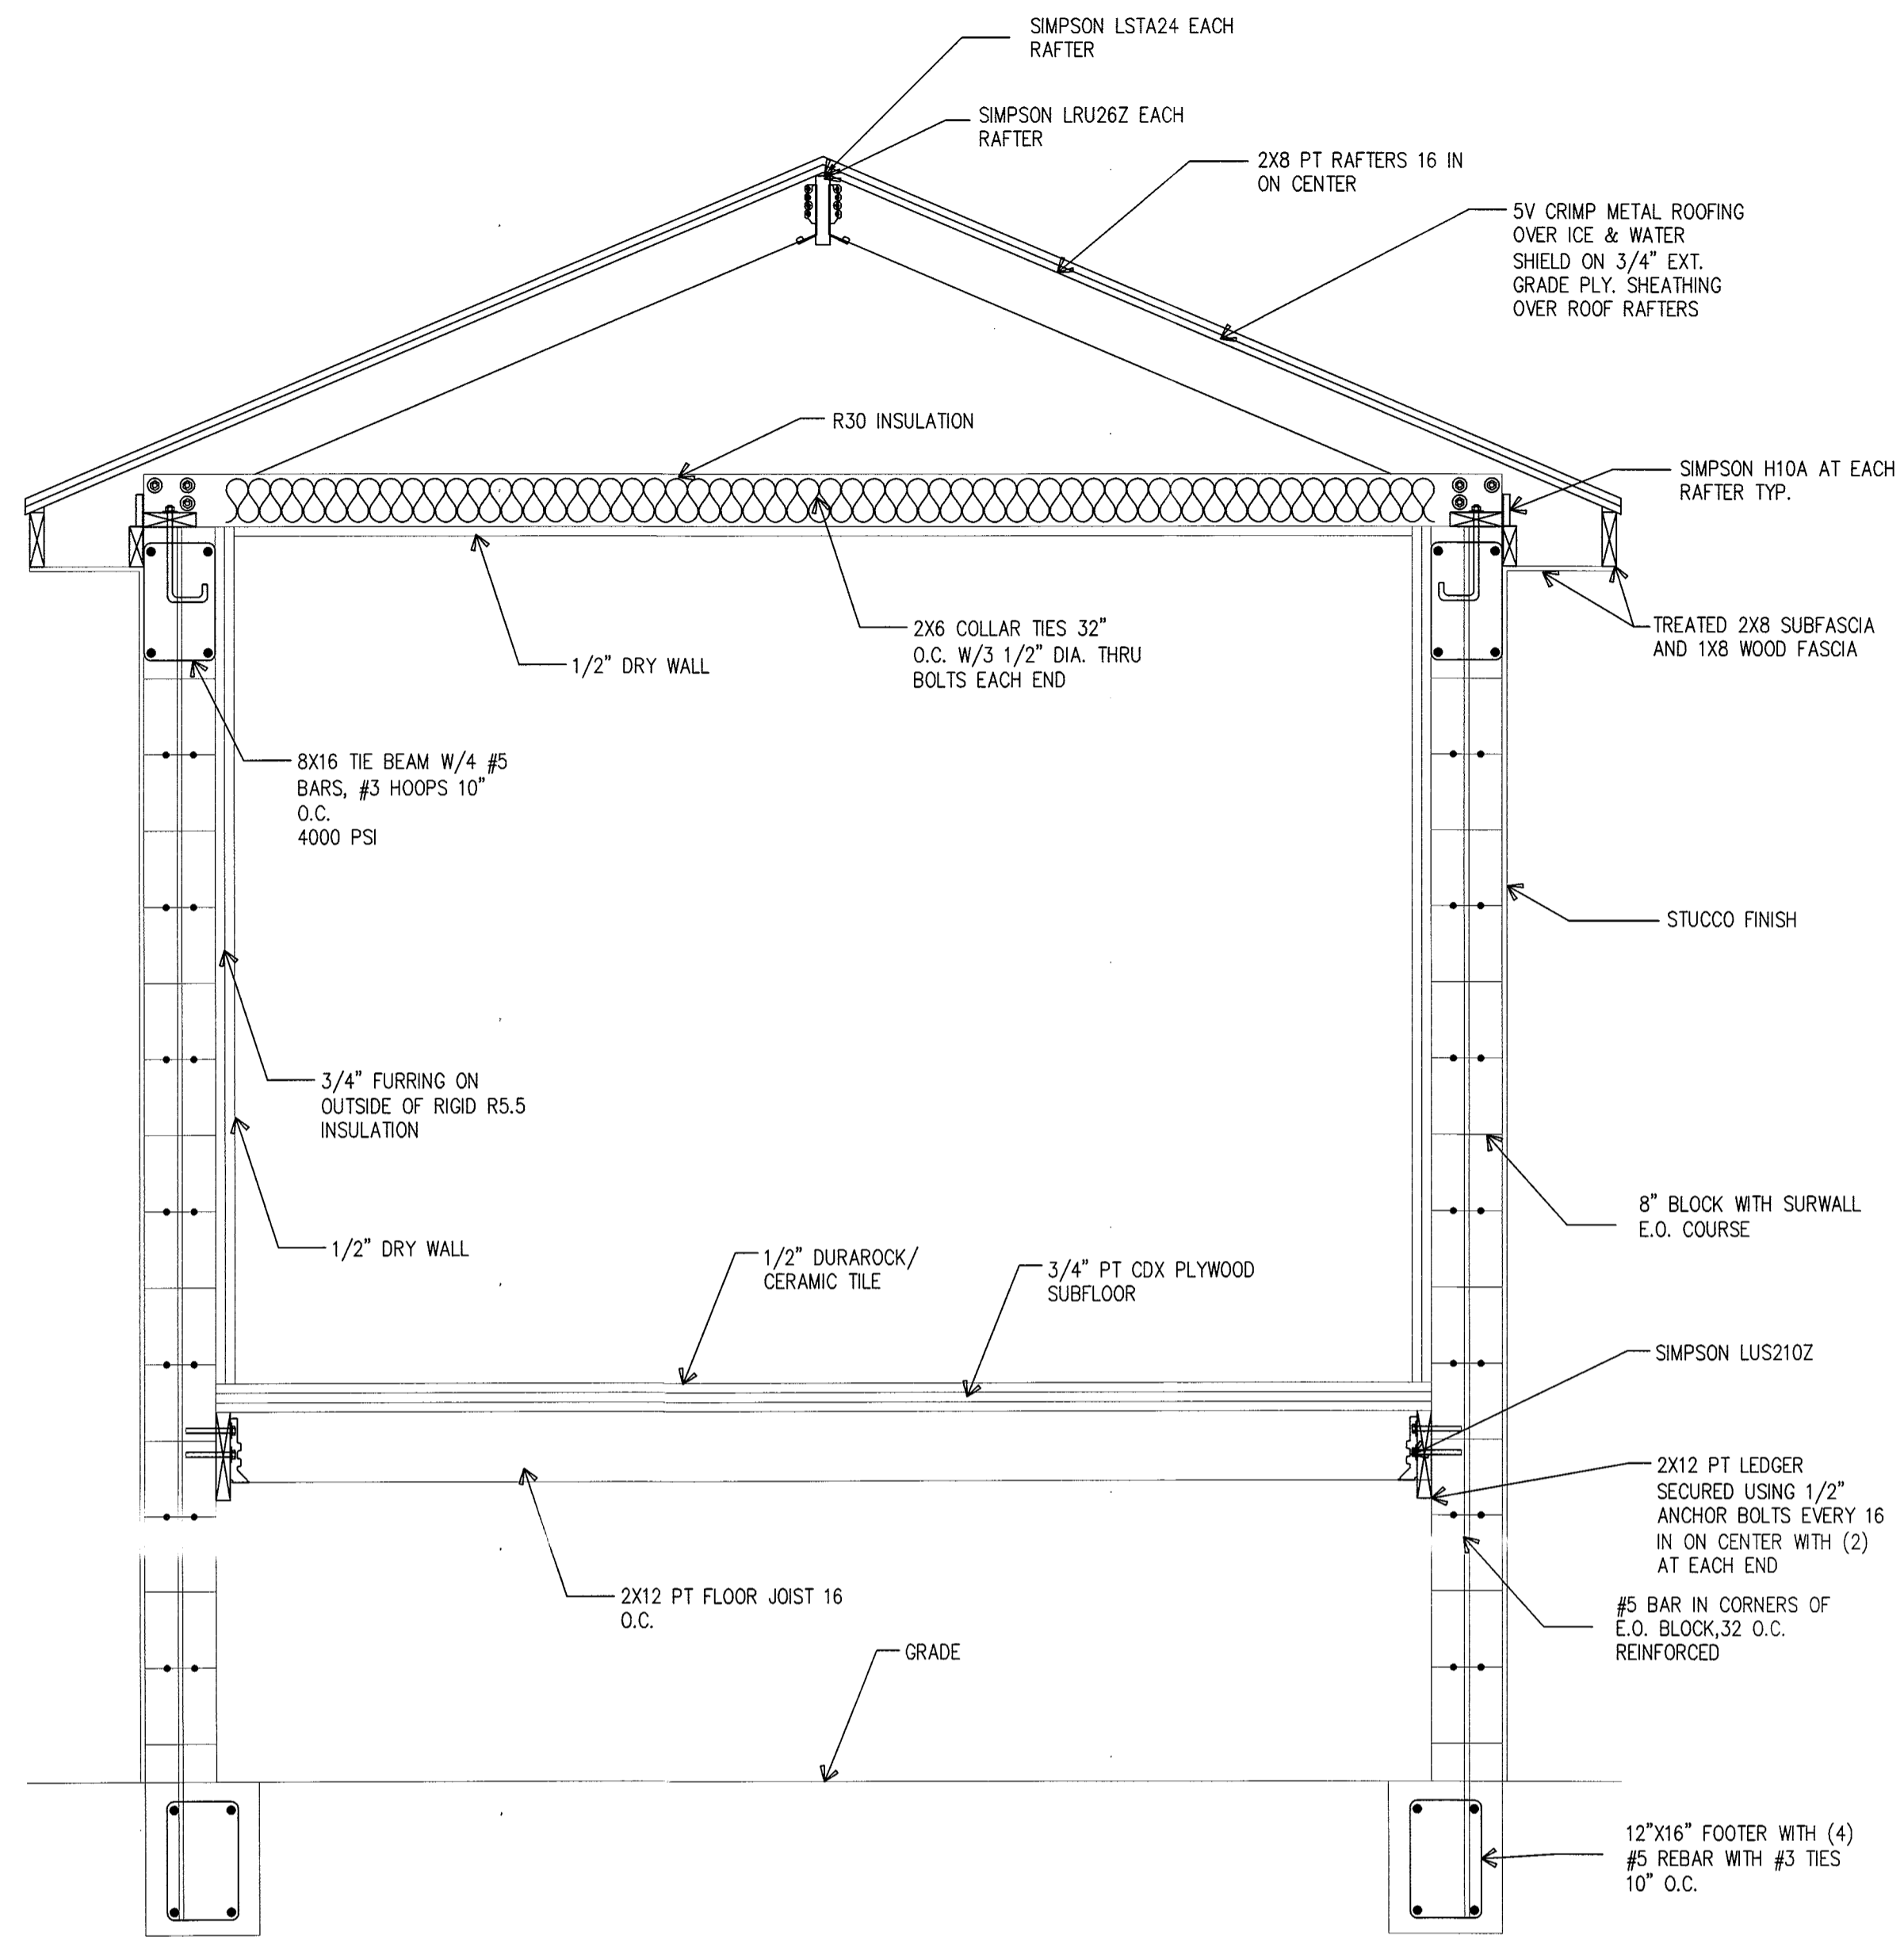 SIMPSON LSTA24 EACH
RAFTER
SIMPSON LRU26Z EACH
RAFTER
2X8 PT RAFTERS 16 IN
ON CENTER
5V CRIMP METAL ROOFING
OVER ICE & WATER
SHIELD ON 3/4" EXT.
GRADE PLY. SHEATHING
OVER ROOF RAFTERS
R30 INSULATION
SIMPSON H10A AT EACH
RAFTER TYP.
2X6 COLLAR TIES 32"
O.C. W/3 1/2" DIA. THRU
BOLTS EACH END
1/2" DRY WALL
TREATED 2X8 SUBFASCIA
AND 1X8 WOOD FASCIA
8X16 TIE BEAM W/4 #5
BARS, #3 HOOPS 10"
O.C.
4000 PSI
STUCCO FINISH
3/4" FURRING ON
OUTSIDE OF RIGID R5.5
INSULATION
8" BLOCK WITH SURWALL
E.O. COURSE
1/2" DRY WALL
1/2" DURAROCK/
CERAMIC TILE
3/4" PT CDX PLYWOOD
SUBFLOOR
SIMPSON LUS210Z
2X12 PT LEDGER
SECURED USING 1/2"
ANCHOR BOLTS EVERY 16
IN ON CENTER WITH (2)
AT EACH END
2X12 PT FLOOR JOIST 16
O.C.
#5 BAR IN CORNERS OF
E.O. BLOCK,32 O.C.
REINFORCED
GRADE
12"X16" FOOTER WITH (4)
#5 REBAR WITH #3 TIES
10" O.C.